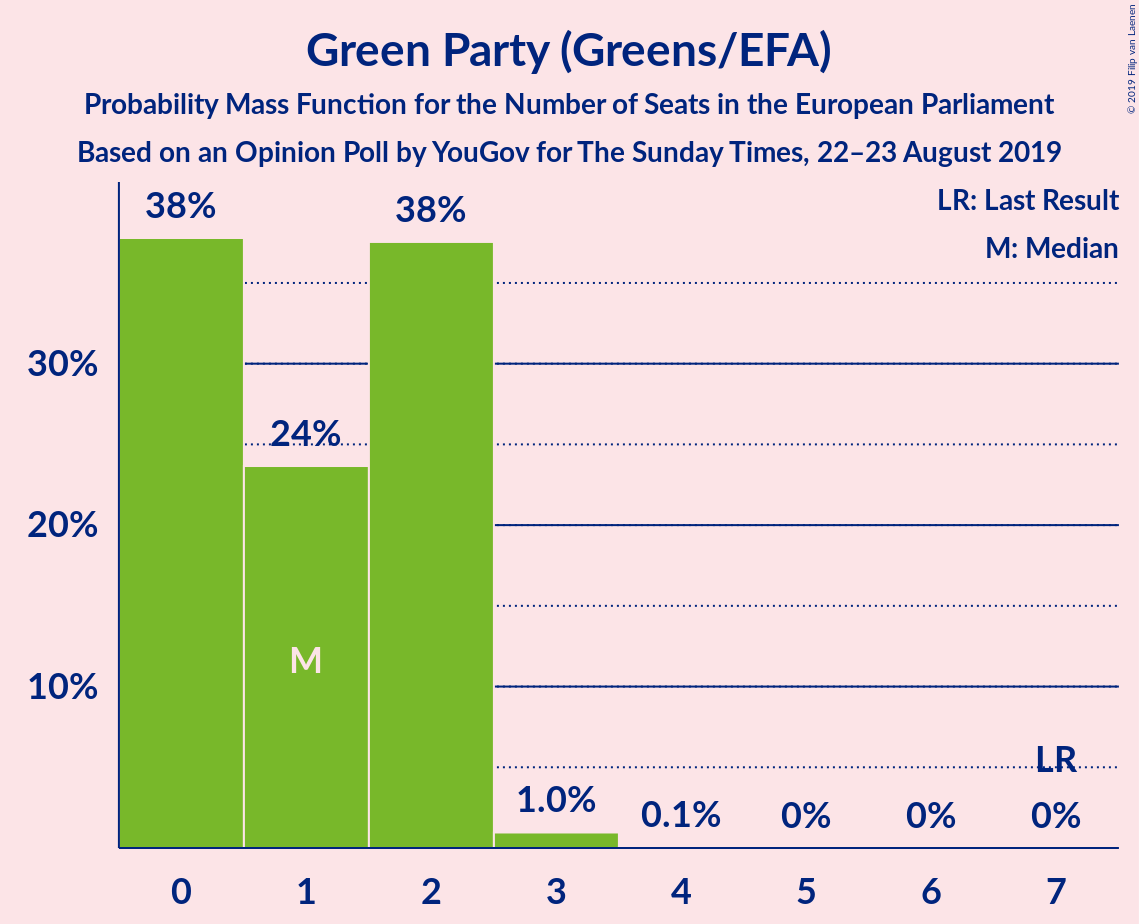 Green Party (Greens/EFA)
Probability Mass Function for the Number of Seats in the European Parliament
Based on an Opinion Poll by YouGov for The Sunday Times, 22–23 August 2019
© 2019 Filip van Laenen
LR: Last Result
M: Median
38%
38%
30%
24%
20%
M
10%
LR
1.0%
0.1%
0%
0%
0%
0
1
2
3
4
5
6
7